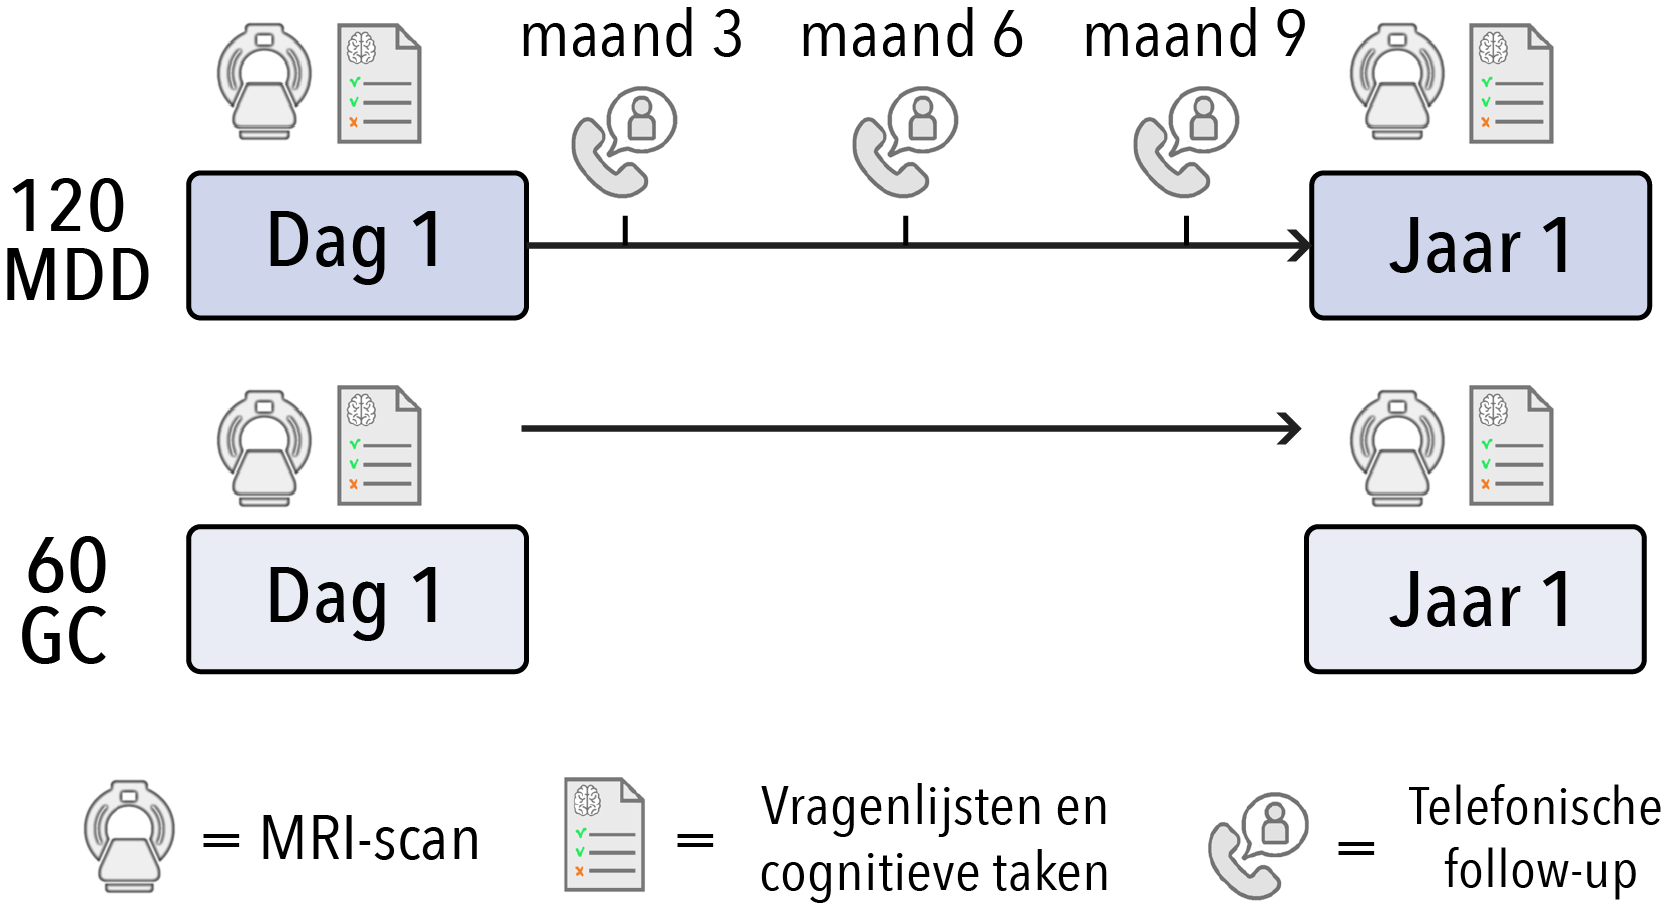 maand 3
maand 6
maand 9
120
MDD
Dag 1
Jaar 1
60
GC
Dag 1
Jaar 1
= MRI-scan
= Vragenlijsten en
cognitieve taken
= Telefonische
follow-up